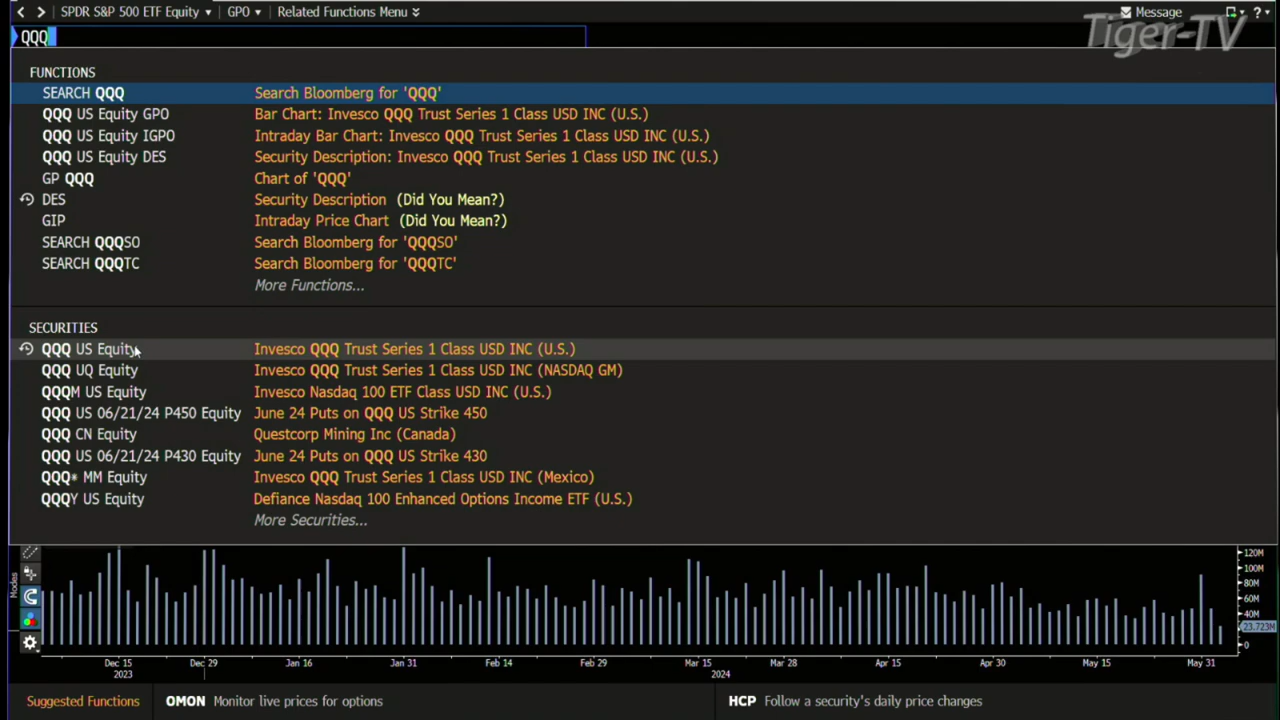 SPDR S&P 500 ETF Equity GPO Related Functions Menu Message ?
Tiger-TV
QQQ
FUNCTIONS
SEARCH QQQ Search Bloomberg for 'QQQ'
QQQ US Equity GPO Bar Chart: Invesco QQQ Trust Series 1 Class USD INC (U.S.)
QQQ US Equity IGPO Intraday Bar Chart: Invesco QQQ Trust Series 1 Class USD INC (U.S.)
QQQ US Equity DES Security Description: Invesco QQQ Trust Series 1 Class USD INC (U.S.)
GP QQQ Chart of 'QQQ'
DES Security Description (Did You Mean?)
GIP Intraday Price Chart (Did You Mean?)
SEARCH QQQSO Search Bloomberg for 'QQQSO'
SEARCH QQQTC Search Bloomberg for 'QQQTC'
More Functions...
SECURITIES
QQQ US Equity Invesco QQQ Trust Series 1 Class USD INC (U.S.)
QQQ UQ Equity Invesco QQQ Trust Series 1 Class USD INC (NASDAQ GM)
QQQM US Equity Invesco Nasdaq 100 ETF Class USD INC (U.S.)
QQQ US 06/21/24 P450 Equity June 24 Puts on QQQ US Strike 450
QQQ CN Equity Questcorp Mining Inc (Canada)
QQQ US 06/21/24 P430 Equity June 24 Puts on QQQ US Strike 430
QQQ* MM Equity Invesco QQQ Trust Series 1 Class USD INC (Mexico)
QQQY US Equity Defiance Nasdaq 100 Enhanced Options Income ETF (U.S.)
More Securities...
120M
100M
80M
60M
40M
23.723M
0
Modes
Dec 15 Dec 29 Jan 16 Jan 31 Feb 14 Feb 29 Mar 15 Mar 28 Apr 15 Apr 30 May 15 May 31
2023 2024
Suggested Functions OMON Monitor live prices for options HCP Follow a security's daily price changes